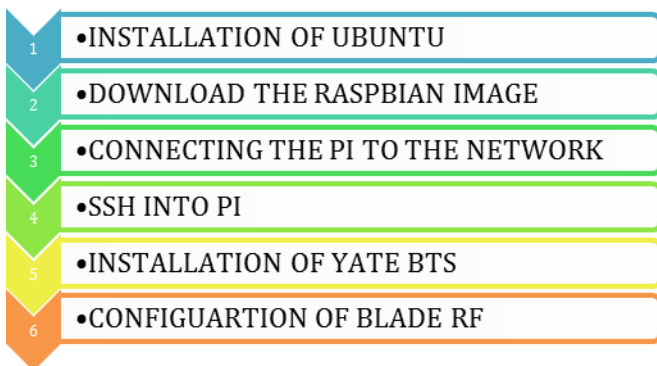 1 •INSTALLATION OF UBUNTU
2 •DOWNLOAD THE RASPBIAN IMAGE
3 •CONNECTING THE PI TO THE NETWORK
4 •SSH INTO PI
5 •INSTALLATION OF YATE BTS
6 •CONFIGUARTION OF BLADE RF